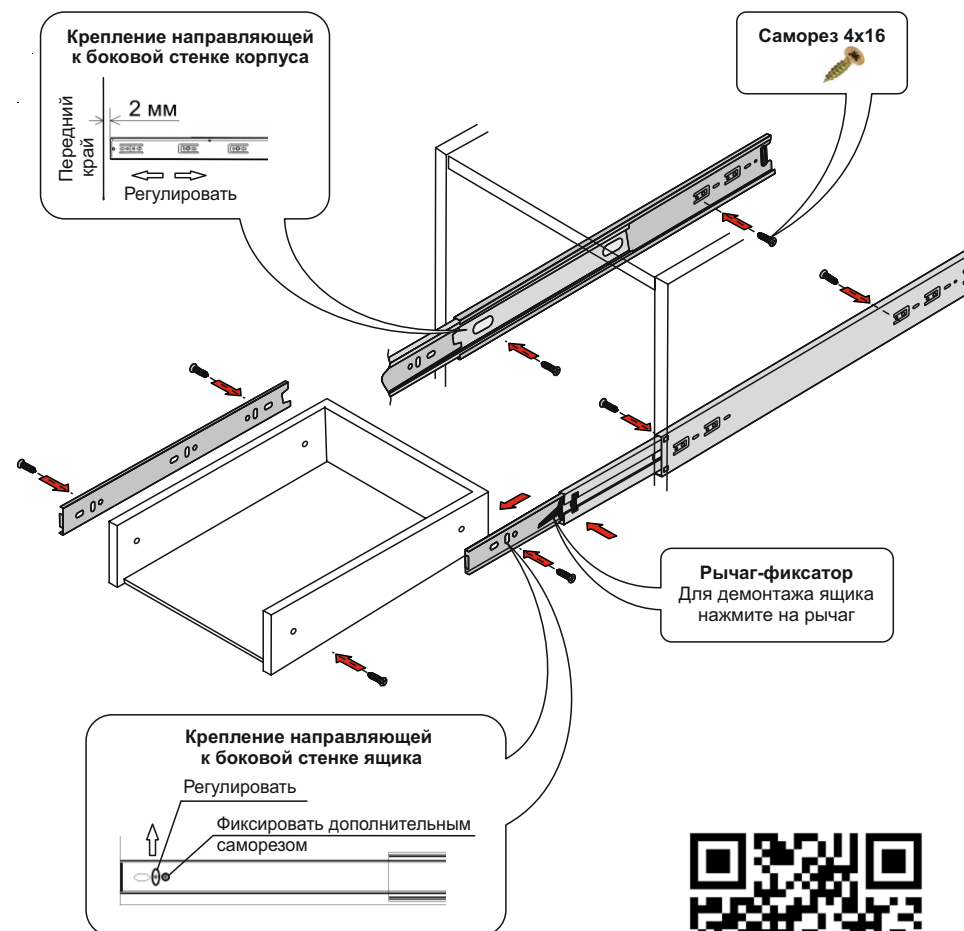 Крепление направляющей
к боковой стенке корпуса
2 мм
Передний
край
Регулировать
Саморез 4х16
Рычаг-фиксатор
Для демонтажа ящика
нажмите на рычаг
Крепление направляющей
к боковой стенке ящика
Регулировать
Фиксировать дополнительным
саморезом